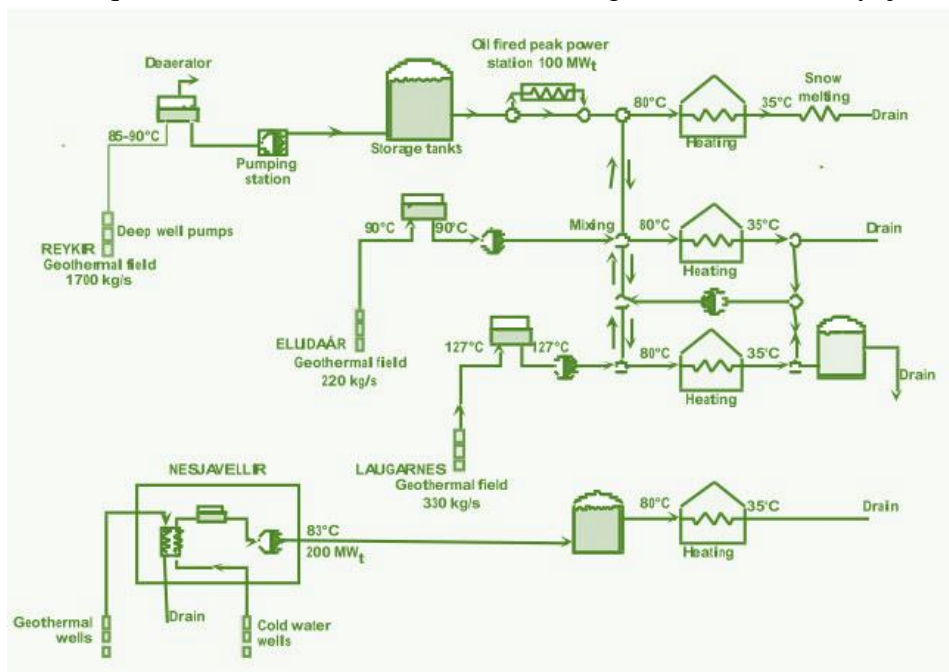 Oil fired peak power
station 100 MWt
Deaerator
85-90°C
Pumping
station
Storage tanks
80°C
Heating
35°C
Snow
melting
Drain
Deep well pumps
REYKIR
Geothermal field
1700 kg/s
90°C
90°C
Mixing
80°C
Heating
35°C
Drain
ELLIDAÁR
Geothermal field
220 kg/s
127°C
127°C
80°C
Heating
35°C
Drain
LAUGARNES
Geothermal field
330 kg/s
NESJAVELLIR
83°C
200 MWt
80°C
Heating
35°C
Drain
Geothermal
wells
Drain
Cold water
wells